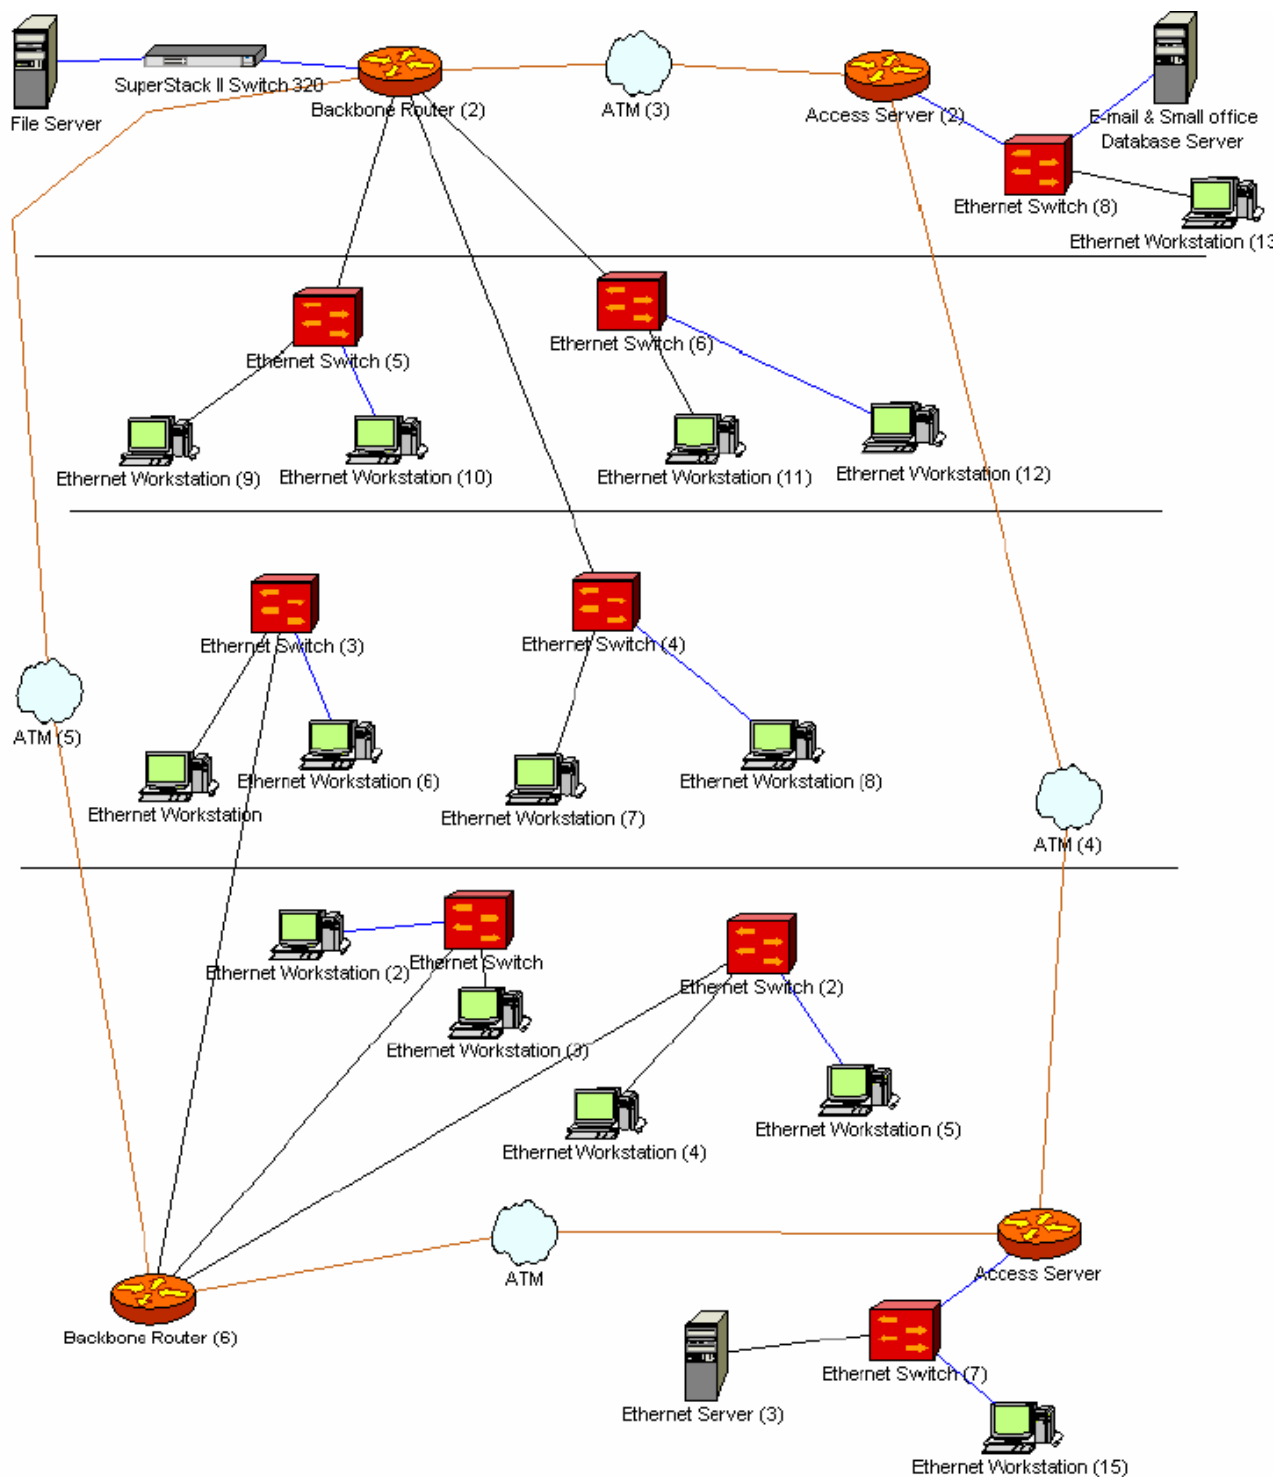 SuperStack II Switch 320
File Server
Backbone Router (2)
ATM (3)
Access Server (2)
E-mail & Small office
Database Server
Ethernet Switch (8)
Ethernet Workstation (13
Ethernet Switch (5)
Ethernet Switch (6)
Ethernet Workstation (9)
Ethernet Workstation (10)
Ethernet Workstation (11)
Ethernet Workstation (12)
Ethernet Switch (3)
Ethernet Switch (4)
ATM (5)
Ethernet Workstation (6)
Ethernet Workstation (8)
Ethernet Workstation
Ethernet Workstation (7)
ATM (4)
Ethernet Switch
Ethernet Workstation (2)
Ethernet Switch (2)
Ethernet Workstation (3)
Ethernet Workstation (5)
Ethernet Workstation (4)
ATM
Access Server
Backbone Router (6)
Ethernet Switch (7)
Ethernet Server (3)
Ethernet Workstation (15)